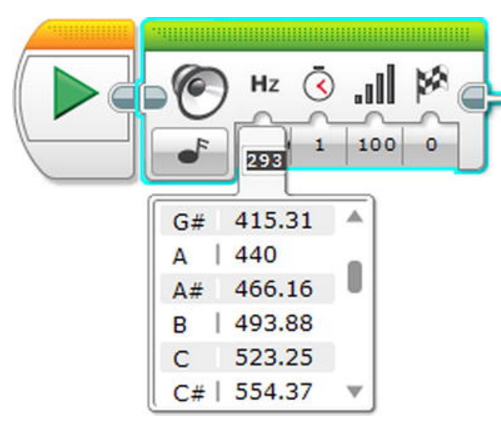 Hz
293 1 100 0
G# 415.31
A 440
A# 466.16
B 493.88
C 523.25
C# 554.37